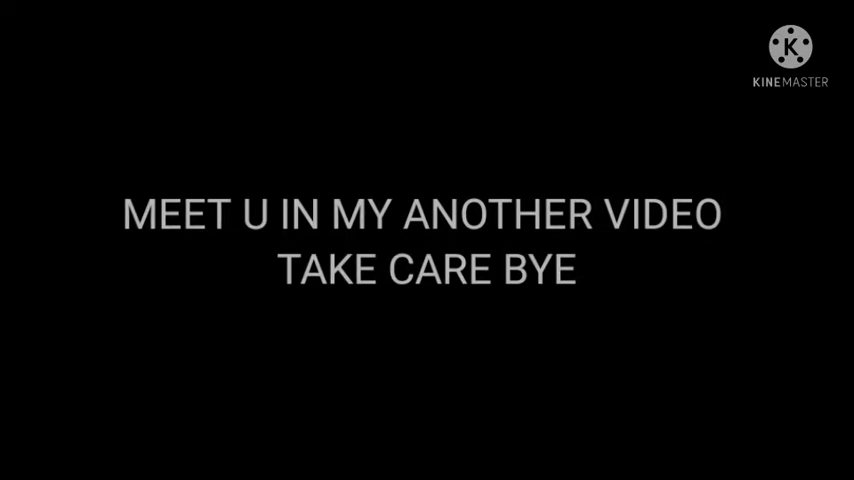 K
KINEMASTER
MEET U IN MY ANOTHER VIDEO
TAKE CARE BYE